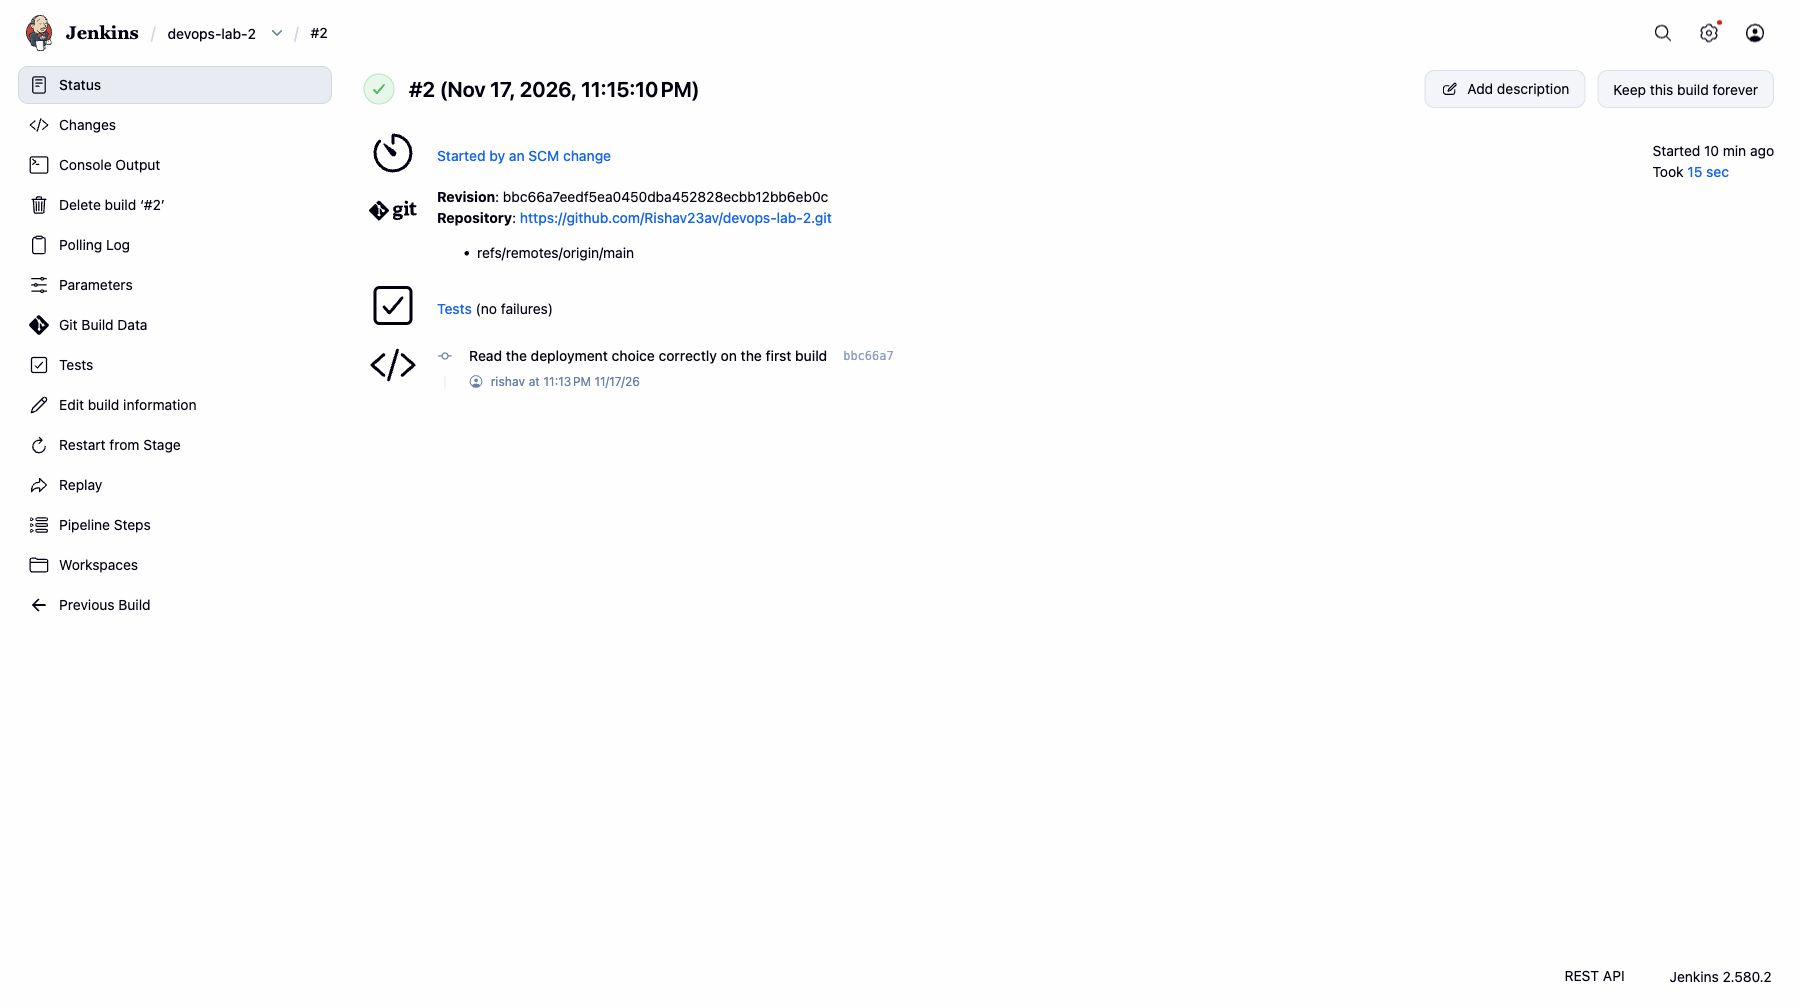 Jenkins / devops-lab-2 / #2
Status
Changes
Console Output
Delete build ‘#2’
Polling Log
Parameters
Git Build Data
Tests
Edit build information
Restart from Stage
Replay
Pipeline Steps
Workspaces
Previous Build
#2 (Nov 17, 2026, 11:15:10 PM)
Add description
Keep this build forever
Started by an SCM change
Started 10 min ago
Took 15 sec
git
Revision: bbc66a7eedf5ea0450dba452828ecbb12bb6eb0c
Repository: https://github.com/Rishav23av/devops-lab-2.git
• refs/remotes/origin/main
Tests (no failures)
Read the deployment choice correctly on the first build bbc66a7
rishav at 11:13 PM 11/17/26
REST API
Jenkins 2.580.2